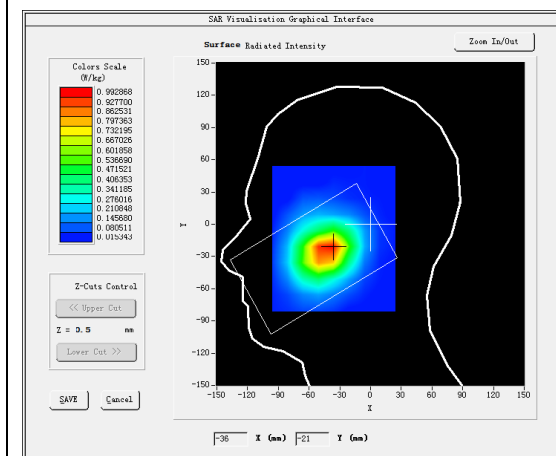 SAR Visualisation Graphical Interface
Surface Radiated Intensity
Zoom In/Out
Colors Scale
(W/kg)
0.992868
0.927700
0.862531
0.797363
0.732195
0.667026
0.601858
0.536690
0.471521
0.406353
0.341185
0.276016
0.210848
0.145680
0.080511
0.015343
150
120
90
60
30
0
-30
-60
-90
-120
-150
Y
-150 -120 -90 -60 -30 0 30 60 90 120 150
X
Z-Cuts Control
<< Upper Cut
Z = 0.5 mm
Lower Cut >>
SAVE Cancel
-36 X (mm) -21 Y (mm)